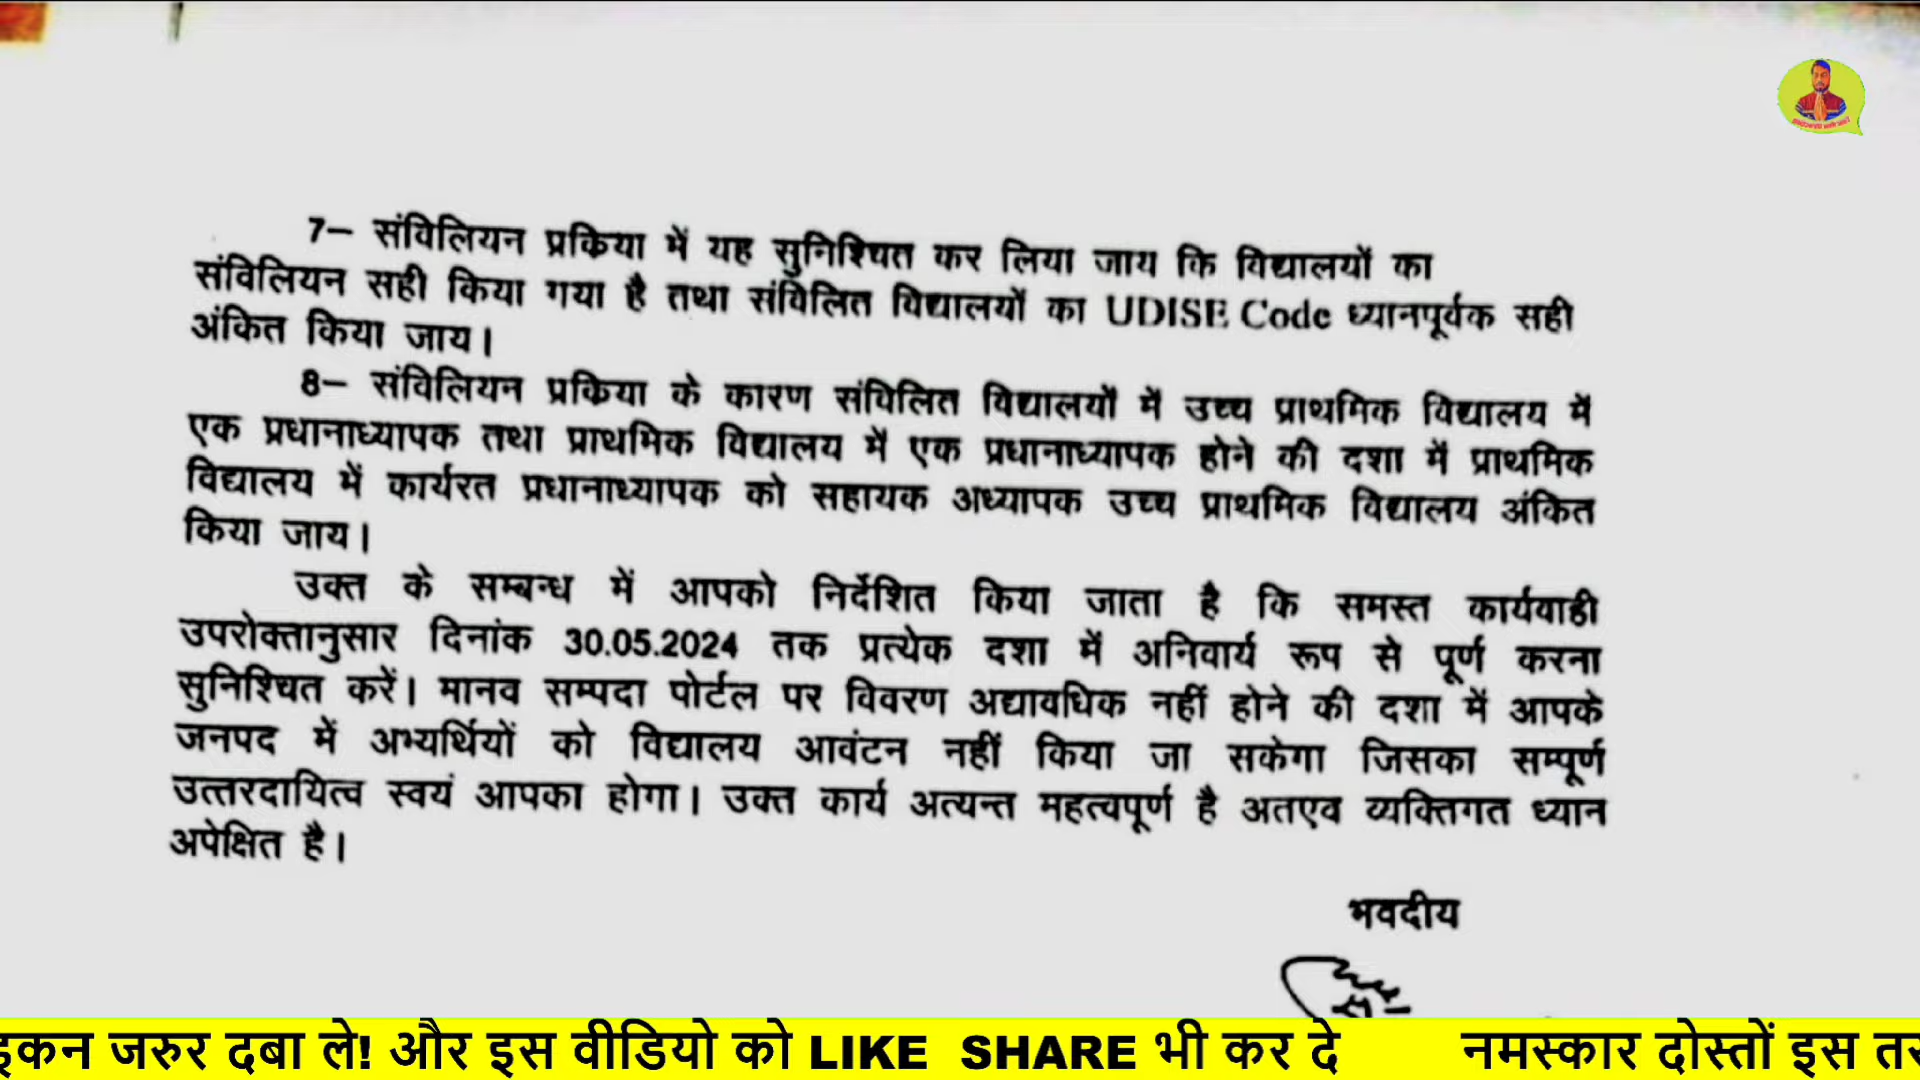 7– संविलियन प्रकिया में यह सुनिश्चित कर लिया जाय कि विद्यालयों का
संविलियन सही किया गया है तथा संविलित विद्यालयों का UDISE Code ध्यानपूर्वक सही
अंकित किया जाय।
8– संविलियन प्रकिया के कारण संविलित विद्यालयों में उच्च प्राथमिक विद्यालय में
एक प्रधानाध्यापक तथा प्राथमिक विद्यालय में एक प्रधानाध्यापक होने की दशा में प्राथमिक
विद्यालय में कार्यरत प्रधानाध्यापक को सहायक अध्यापक उच्च प्राथमिक विद्यालय अंकित
किया जाय।
उक्त के सम्बन्ध में आपको निर्देशित किया जाता है कि समस्त कार्यवाही
उपरोक्तानुसार दिनांक 30.05.2024 तक प्रत्येक दशा में अनिवार्य रूप से पूर्ण करना
सुनिश्चित करें। मानव सम्पदा पोर्टल पर विवरण अद्यावधिक नहीं होने की दशा में आपके
जनपद में अभ्यर्थियों को विद्यालय आवंटन नहीं किया जा सकेगा जिसका सम्पूर्ण
उत्तरदायित्व स्वयं आपका होगा। उक्त कार्य अत्यन्त महत्वपूर्ण है अतएव व्यक्तिगत ध्यान
अपेक्षित है।
भवदीय
इकन जरुर दबा ले! और इस वीडियो को LIKE SHARE भी कर दे नमस्कार दोस्तों इस